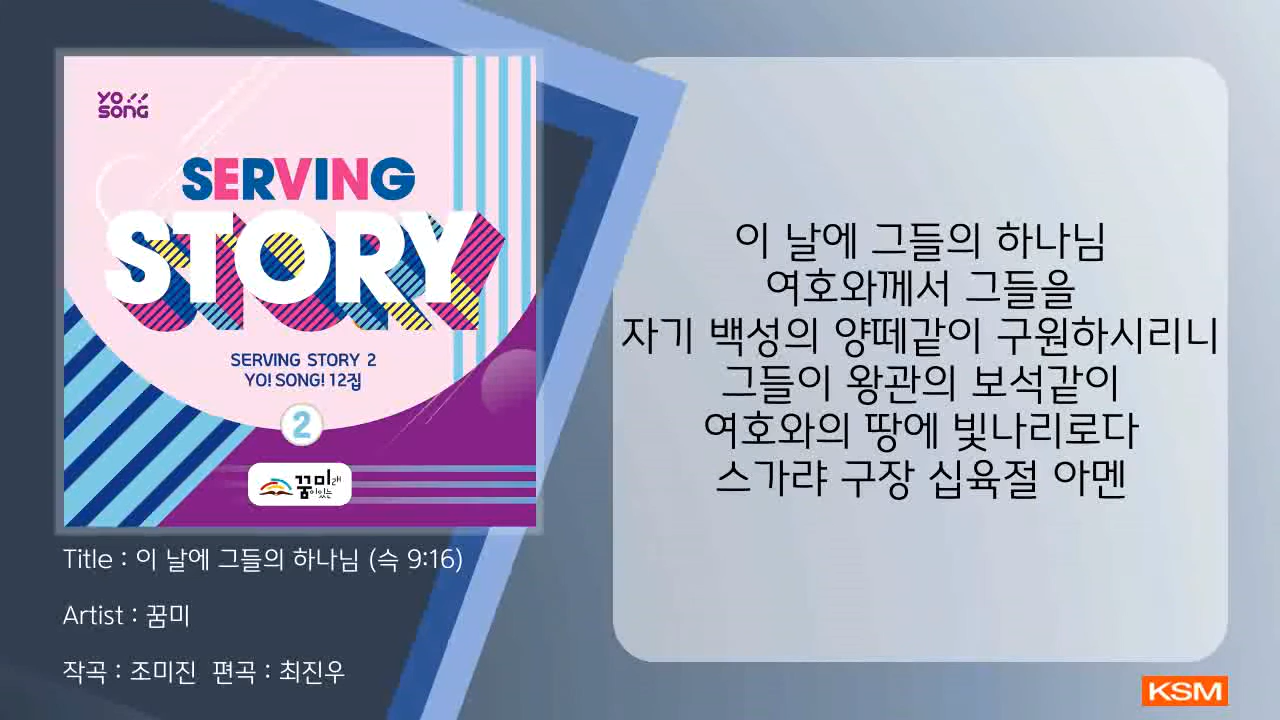 YO!!
SONG
SERVING
STORY
SERVING STORY 2
YO! SONG! 12집
2
꿈미래
이있는
Title : 이 날에 그들의 하나님 (슥 9:16)
Artist : 꿈미
작곡 : 조미진 편곡 : 최진우
이 날에 그들의 하나님
여호와께서 그들을
자기 백성의 양떼같이 구원하시리니
그들이 왕관의 보석같이
여호와의 땅에 빛나리로다
스가랴 구장 십육절 아멘
KSM